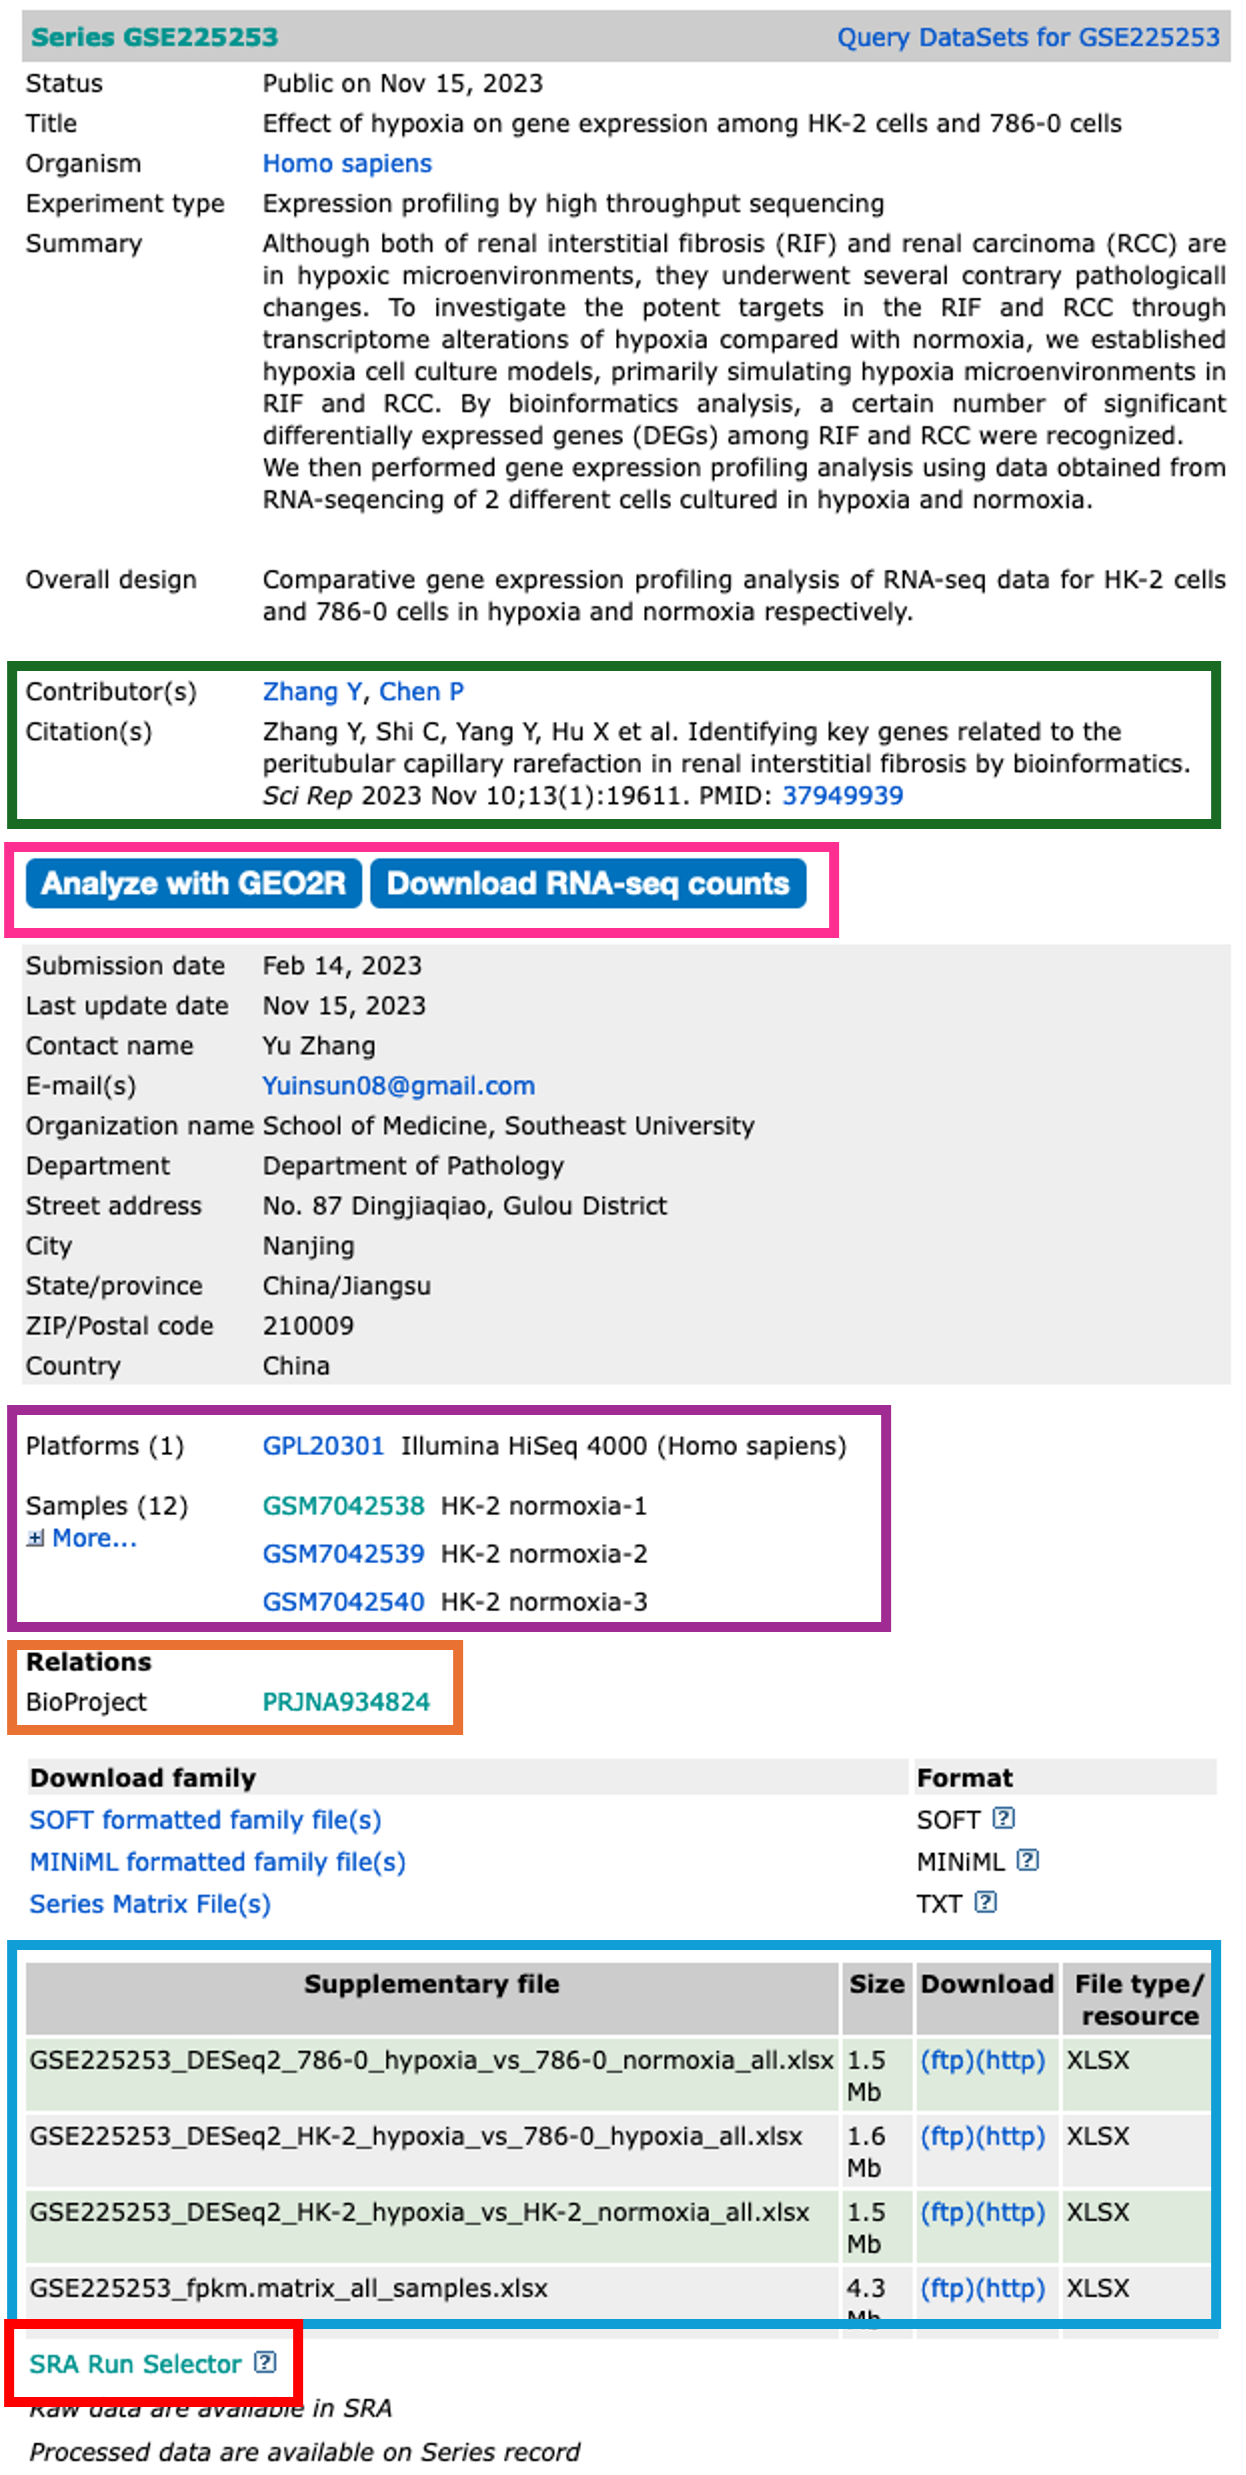 Series GSE225253 Query DataSets for GSE225253
Status Public on Nov 15, 2023
Title Effect of hypoxia on gene expression among HK-2 cells and 786-0 cells
Organism Homo sapiens
Experiment type Expression profiling by high throughput sequencing
Summary Although both of renal interstitial fibrosis (RIF) and renal carcinoma (RCC) are
in hypoxic microenvironments, they underwent several contrary pathologicall
changes. To investigate the potent targets in the RIF and RCC through
transcriptome alterations of hypoxia compared with normoxia, we established
hypoxia cell culture models, primarily simulating hypoxia microenvironments in
RIF and RCC. By bioinformatics analysis, a certain number of significant
differentially expressed genes (DEGs) among RIF and RCC were recognized.
We then performed gene expression profiling analysis using data obtained from
RNA-seqencing of 2 different cells cultured in hypoxia and normoxia.
Overall design Comparative gene expression profiling analysis of RNA-seq data for HK-2 cells
and 786-0 cells in hypoxia and normoxia respectively.
Contributor(s) Zhang Y, Chen P
Citation(s) Zhang Y, Shi C, Yang Y, Hu X et al. Identifying key genes related to the
peritubular capillary rarefaction in renal interstitial fibrosis by bioinformatics.
Sci Rep 2023 Nov 10;13(1):19611. PMID: 37949939
Analyze with GEO2R Download RNA-seq counts
Submission date Feb 14, 2023
Last update date Nov 15, 2023
Contact name Yu Zhang
E-mail(s) Yuinsun08@gmail.com
Organization name School of Medicine, Southeast University
Department Department of Pathology
Street address No. 87 Dingjiaqiao, Gulou District
City Nanjing
State/province China/Jiangsu
ZIP/Postal code 210009
Country China
Platforms (1) GPL20301 Illumina HiSeq 4000 (Homo sapiens)
Samples (12) GSM7042538 HK-2 normoxia-1
More...
GSM7042539 HK-2 normoxia-2
GSM7042540 HK-2 normoxia-3
Relations
BioProject PRJNA934824
Download family Format
SOFT formatted family file(s) SOFT ?
MINiML formatted family file(s) MINiML ?
Series Matrix File(s) TXT ?
Supplementary file Size Download File type/
resource
GSE225253_DESeq2_786-0_hypoxia_vs_786-0_normoxia_all.xlsx 1.5 (ftp)(http) XLSX
Mb
GSE225253_DESeq2_HK-2_hypoxia_vs_786-0_hypoxia_all.xlsx 1.6 (ftp)(http) XLSX
Mb
GSE225253_DESeq2_HK-2_hypoxia_vs_HK-2_normoxia_all.xlsx 1.5 (ftp)(http) XLSX
Mb
GSE225253_fpkm.matrix_all_samples.xlsx 4.3 (ftp)(http) XLSX
Mb
SRA Run Selector ?
Raw data are available in SRA
Processed data are available on Series record